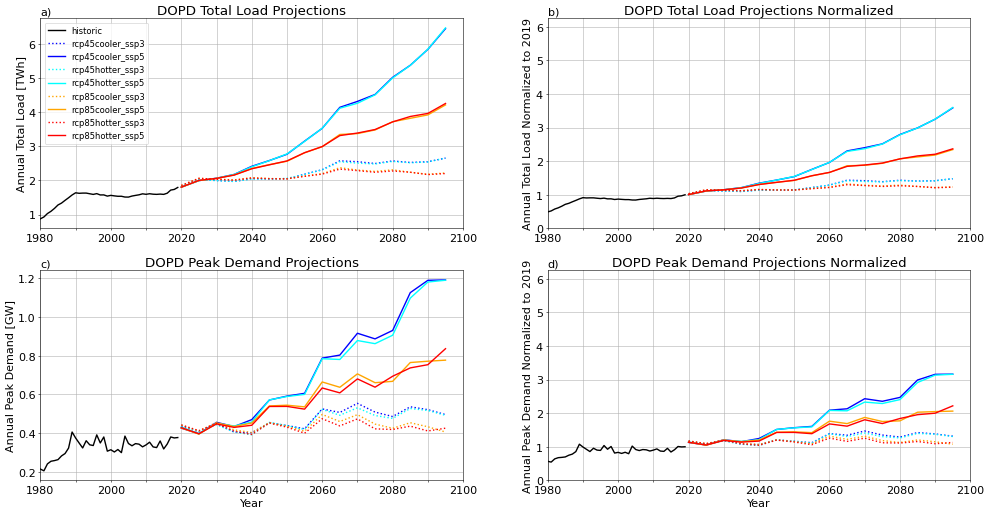 a)
DOPD Total Load Projections
Annual Total Load [TWh]
6
5
4
3
2
1
historic
rcp45cooler_ssp3
rcp45cooler_ssp5
rcp45hotter_ssp3
rcp45hotter_ssp5
rcp85cooler_ssp3
rcp85cooler_ssp5
rcp85hotter_ssp3
rcp85hotter_ssp5
1980 2000 2020 2040 2060 2080 2100
b)
DOPD Total Load Projections Normalized
Annual Total Load Normalized to 2019
6
5
4
3
2
1
0
1980 2000 2020 2040 2060 2080 2100
c)
DOPD Peak Demand Projections
Annual Peak Demand [GW]
1.2
1.0
0.8
0.6
0.4
0.2
1980 2000 2020 2040 2060 2080 2100
Year
d)
DOPD Peak Demand Projections Normalized
Annual Peak Demand Normalized to 2019
6
5
4
3
2
1
0
1980 2000 2020 2040 2060 2080 2100
Year